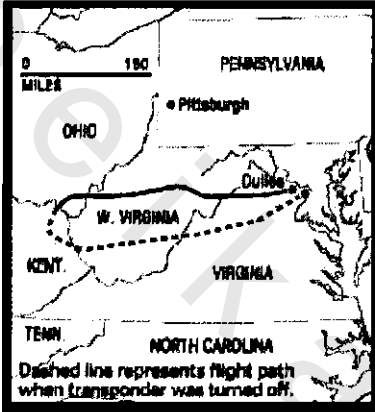 0 150
MILES
PENNSYLVANIA
Pittsburgh
OHIO
Dulles
W. VIRGINIA
KENT.
VIRGINIA
TENN.
NORTH CAROLINA
Dashed line represents flight path
when transponder was turned off.